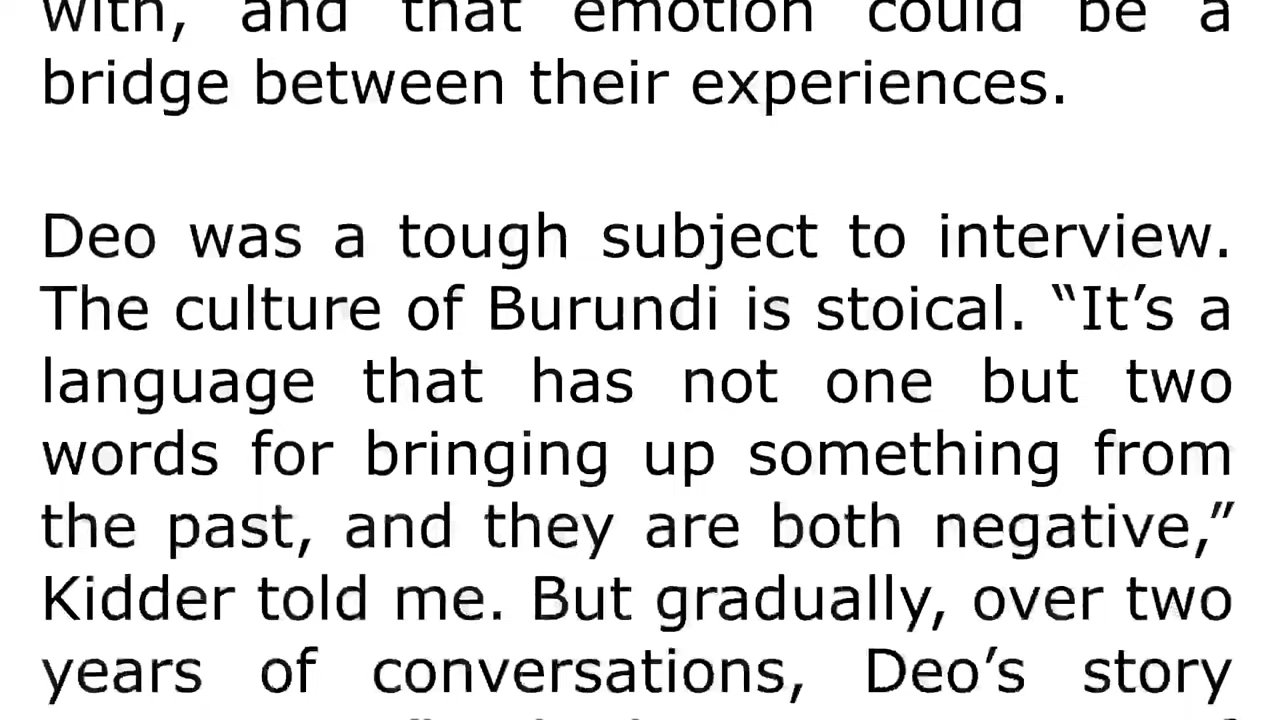 with, and that emotion could be a
bridge between their experiences.
Deo was a tough subject to interview.
The culture of Burundi is stoical. “It’s a
language that has not one but two
words for bringing up something from
the past, and they are both negative,”
Kidder told me. But gradually, over two
years of conversations, Deo’s story